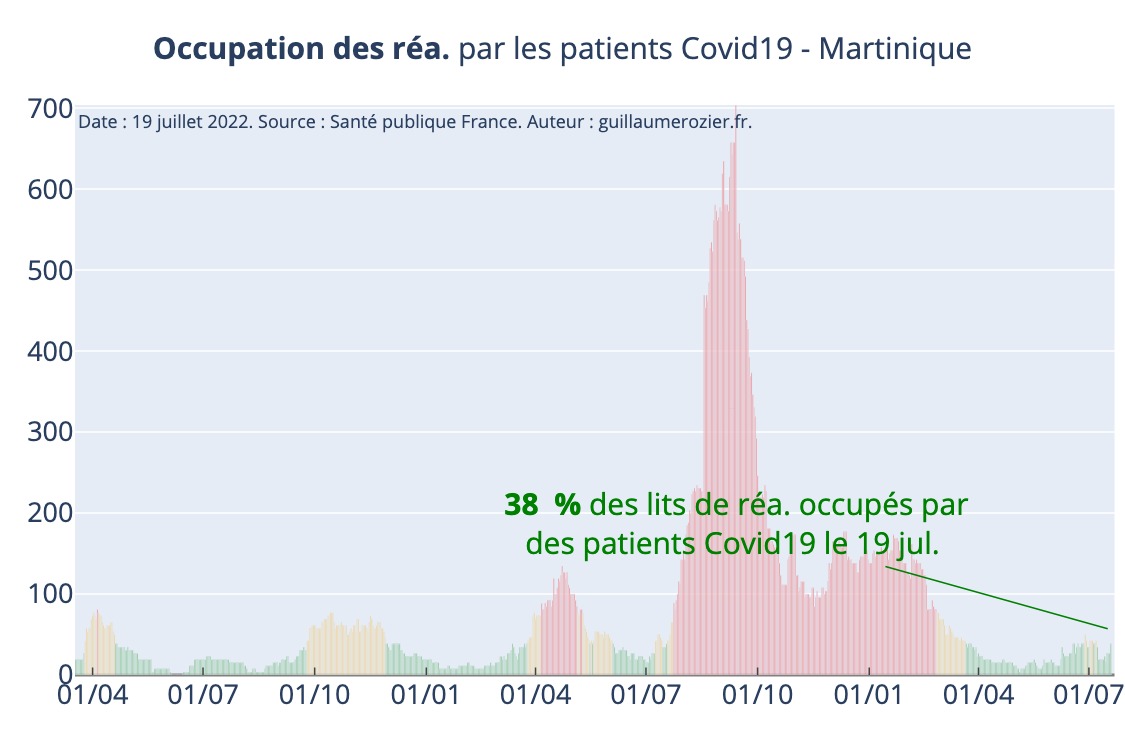 Occupation des réa. par les patients Covid19 - Martinique
700
Date : 19 juillet 2022. Source : Santé publique France. Auteur : guillaumerozier.fr.
600
500
400
300
200
38 % des lits de réa. occupés par
des patients Covid19 le 19 jul.
100
0
01/04 01/07 01/10 01/01 01/04 01/07 01/10 01/01 01/04 01/07